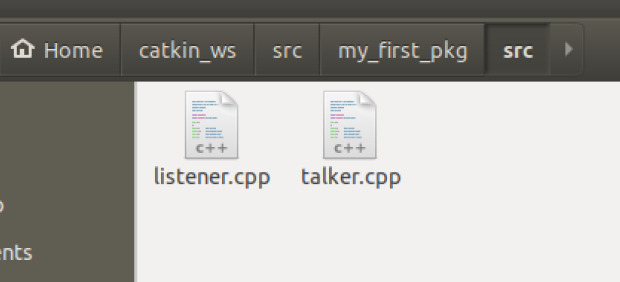 Home catkin_ws src my_first_pkg src
c++ c++
listener.cpp talker.cpp